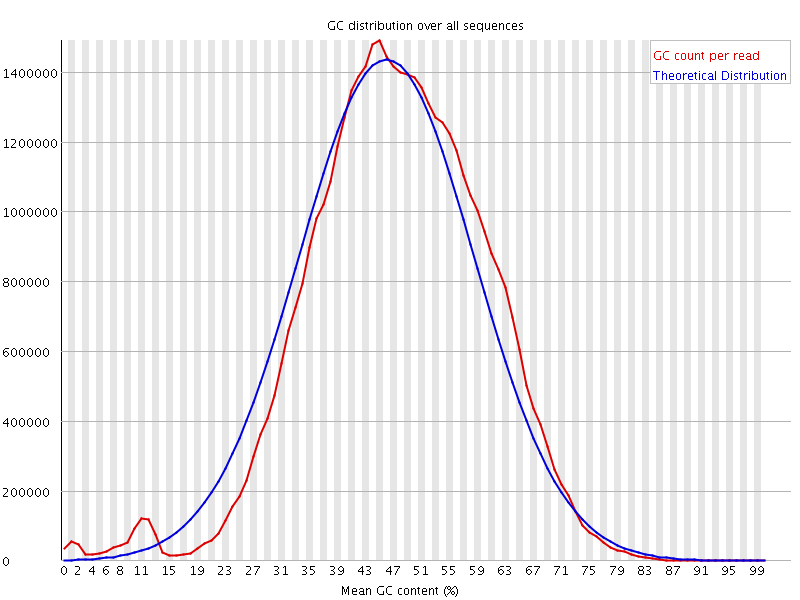 GC distribution over all sequences
GC count per read
Theoretical Distribution
1400000
1200000
1000000
800000
600000
400000
200000
0
0 2 4 6 8 11 15 19 23 27 31 35 39 43 47 51 55 59 63 67 71 75 79 83 87 91 95 99
Mean GC content (%)